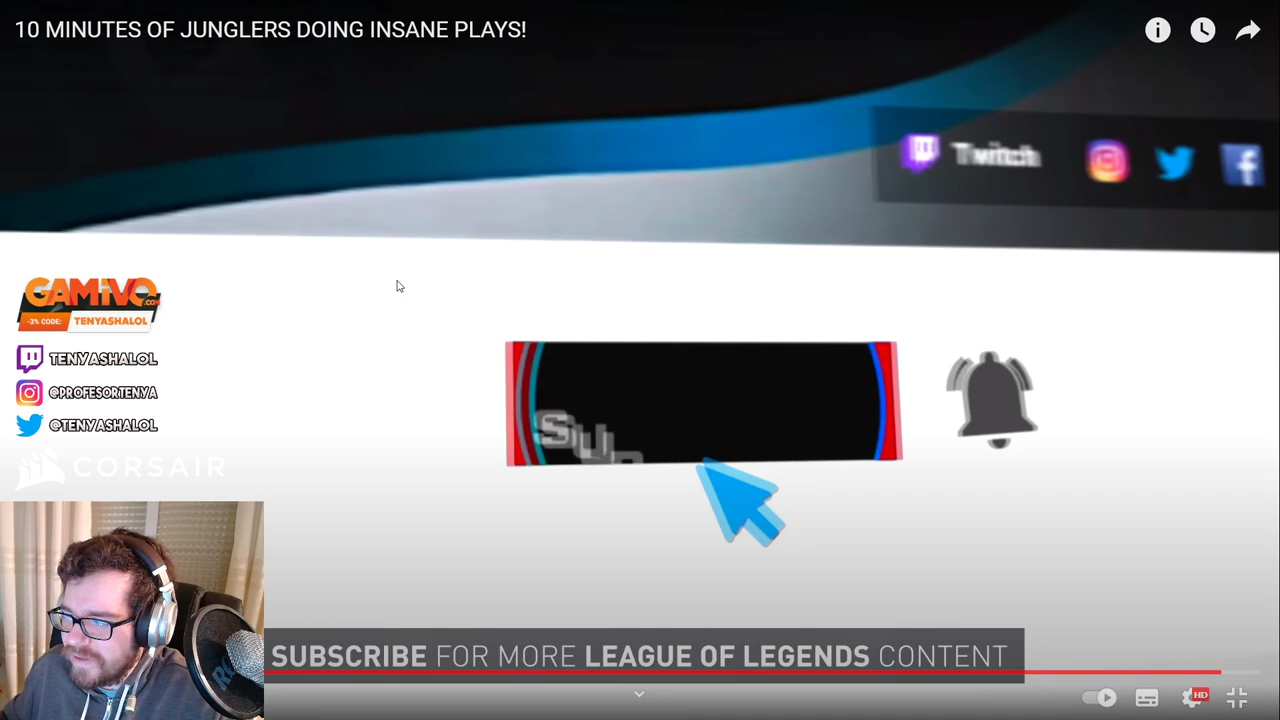 10 MINUTES OF JUNGLERS DOING INSANE PLAYS!
Twitch
GAMIVO.COM
-3% CODE: TENYASHALOL
TENYASHALOL
@PROFESORTENYA
@TENYASHALOL
CORSAIR
SUBSCRIBE FOR MORE LEAGUE OF LEGENDS CONTENT
HD